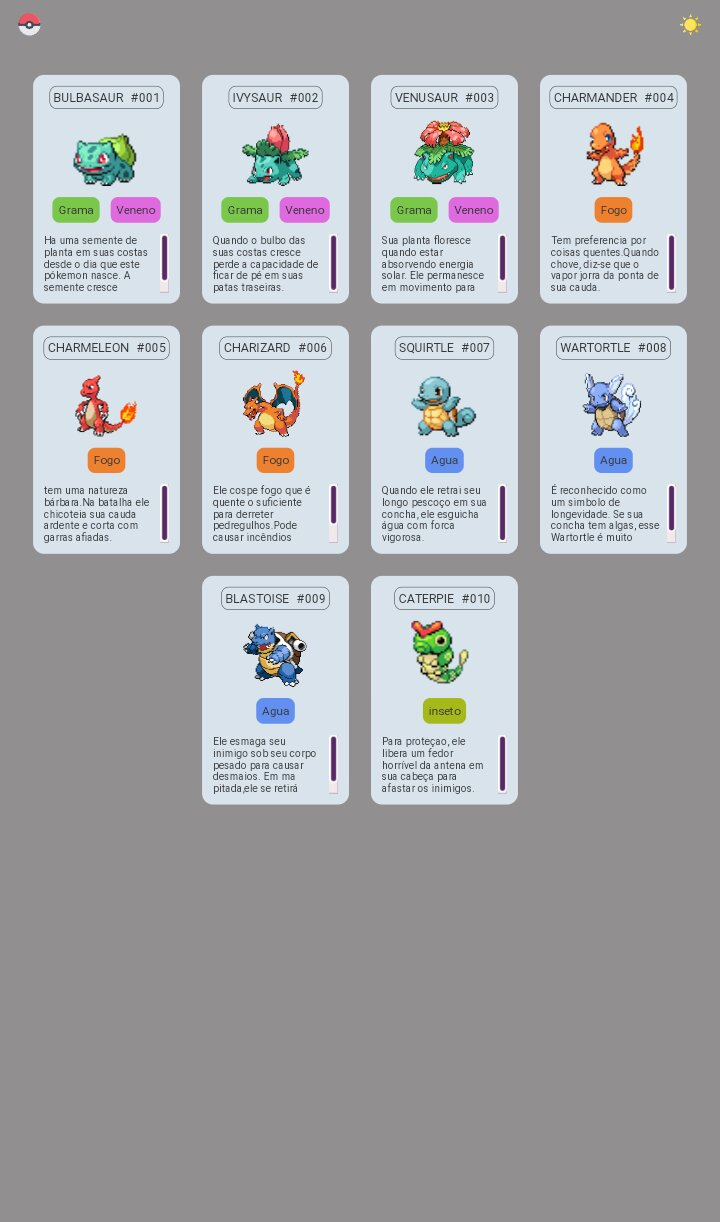 BULBASAUR #001
Grama Veneno
Ha uma semente de
planta em suas costas
desde o dia que este
pókemon nasce. A
semente cresce
IVYSAUR #002
Grama Veneno
Quando o bulbo das
suas costas cresce
perde a capacidade de
ficar de pé em suas
patas traseiras.
VENUSAUR #003
Grama Veneno
Sua planta floresce
quando estar
absorvendo energia
solar. Ele permanesce
em movimento para
CHARMANDER #004
Fogo
Tem preferencia por
coisas quentes.Quando
chove, diz-se que o
vapor jorra da ponta de
sua cauda.
CHARMELEON #005
Fogo
tem uma natureza
bárbara.Na batalha ele
chicoteia sua cauda
ardente e corta com
garras afiadas.
CHARIZARD #006
Fogo
Ele cospe fogo que é
quente o suficiente
para derreter
pedregulhos.Pode
causar incêndios
SQUIRTLE #007
Agua
Quando ele retrai seu
longo pescoço em sua
concha, ele esguicha
água com forca
vigorosa.
WARTORTLE #008
Agua
É reconhecido como
um simbolo de
longevidade. Se sua
concha tem algas, esse
Wartortle é muito
BLASTOISE #009
Agua
Ele esmaga seu
inimigo sob seu corpo
pesado para causar
desmaios. Em ma
pitada,ele se retirá
CATERPIE #010
inseto
Para proteçao, ele
libera um fedor
horrível da antena em
sua cabeça para
afastar os inimigos.